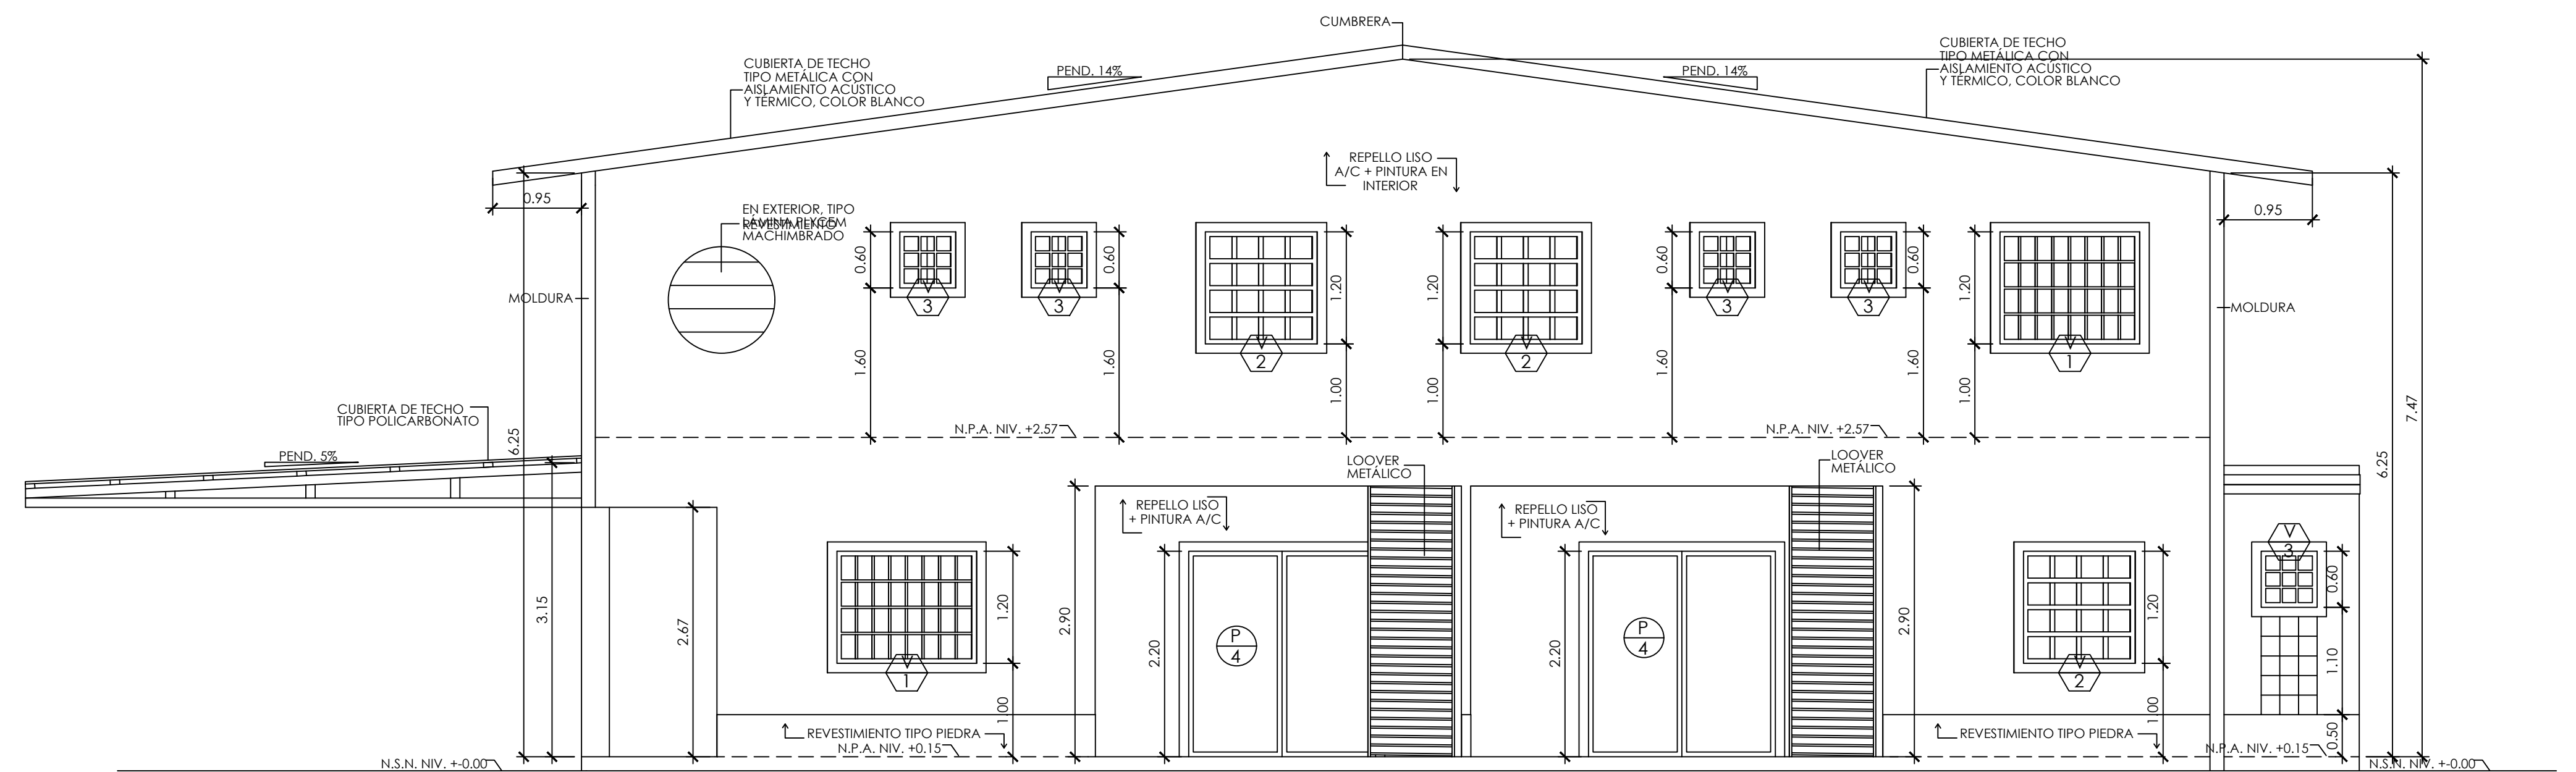 CUMBRERA
CUBIERTA DE TECHO
TIPO METÁLICA CON
AISLAMIENTO ACÚSTICO
Y TÉRMICO, COLOR BLANCO
PEND. 14%
PEND. 14%
CUBIERTA DE TECHO
TIPO METÁLICA CON
AISLAMIENTO ACÚSTICO
Y TÉRMICO, COLOR BLANCO
REPELLO LISO
A/C + PINTURA EN
INTERIOR
0.95
0.95
EN EXTERIOR, TIPO
LÁMINA PLYCEM
REVESTIMIENTO
MACHIMBRADO
MOLDURA
MOLDURA
0.60
1.60
V
3
V
3
0.60
1.60
V
2
1.20
1.00
1.20
1.00
V
2
0.60
1.60
V
3
V
3
0.60
1.60
1.20
1.00
V
1
7.47
6.25
6.25
CUBIERTA DE TECHO
TIPO POLICARBONATO
PEND. 5%
N.P.A. NIV. +2.57
N.P.A. NIV. +2.57
LOOVER
METÁLICO
LOOVER
METÁLICO
REPELLO LISO
+ PINTURA A/C
REPELLO LISO
+ PINTURA A/C
3.15
2.67
V
1
1.20
1.00
2.90
2.20
P
4
2.20
P
4
2.90
V
2
1.20
1.00
V
3
0.60
1.10
0.50
REVESTIMIENTO TIPO PIEDRA
N.P.A. NIV. +0.15
REVESTIMIENTO TIPO PIEDRA
N.P.A. NIV. +0.15
N.S.N. NIV. +-0.00
N.S.N. NIV. +-0.00